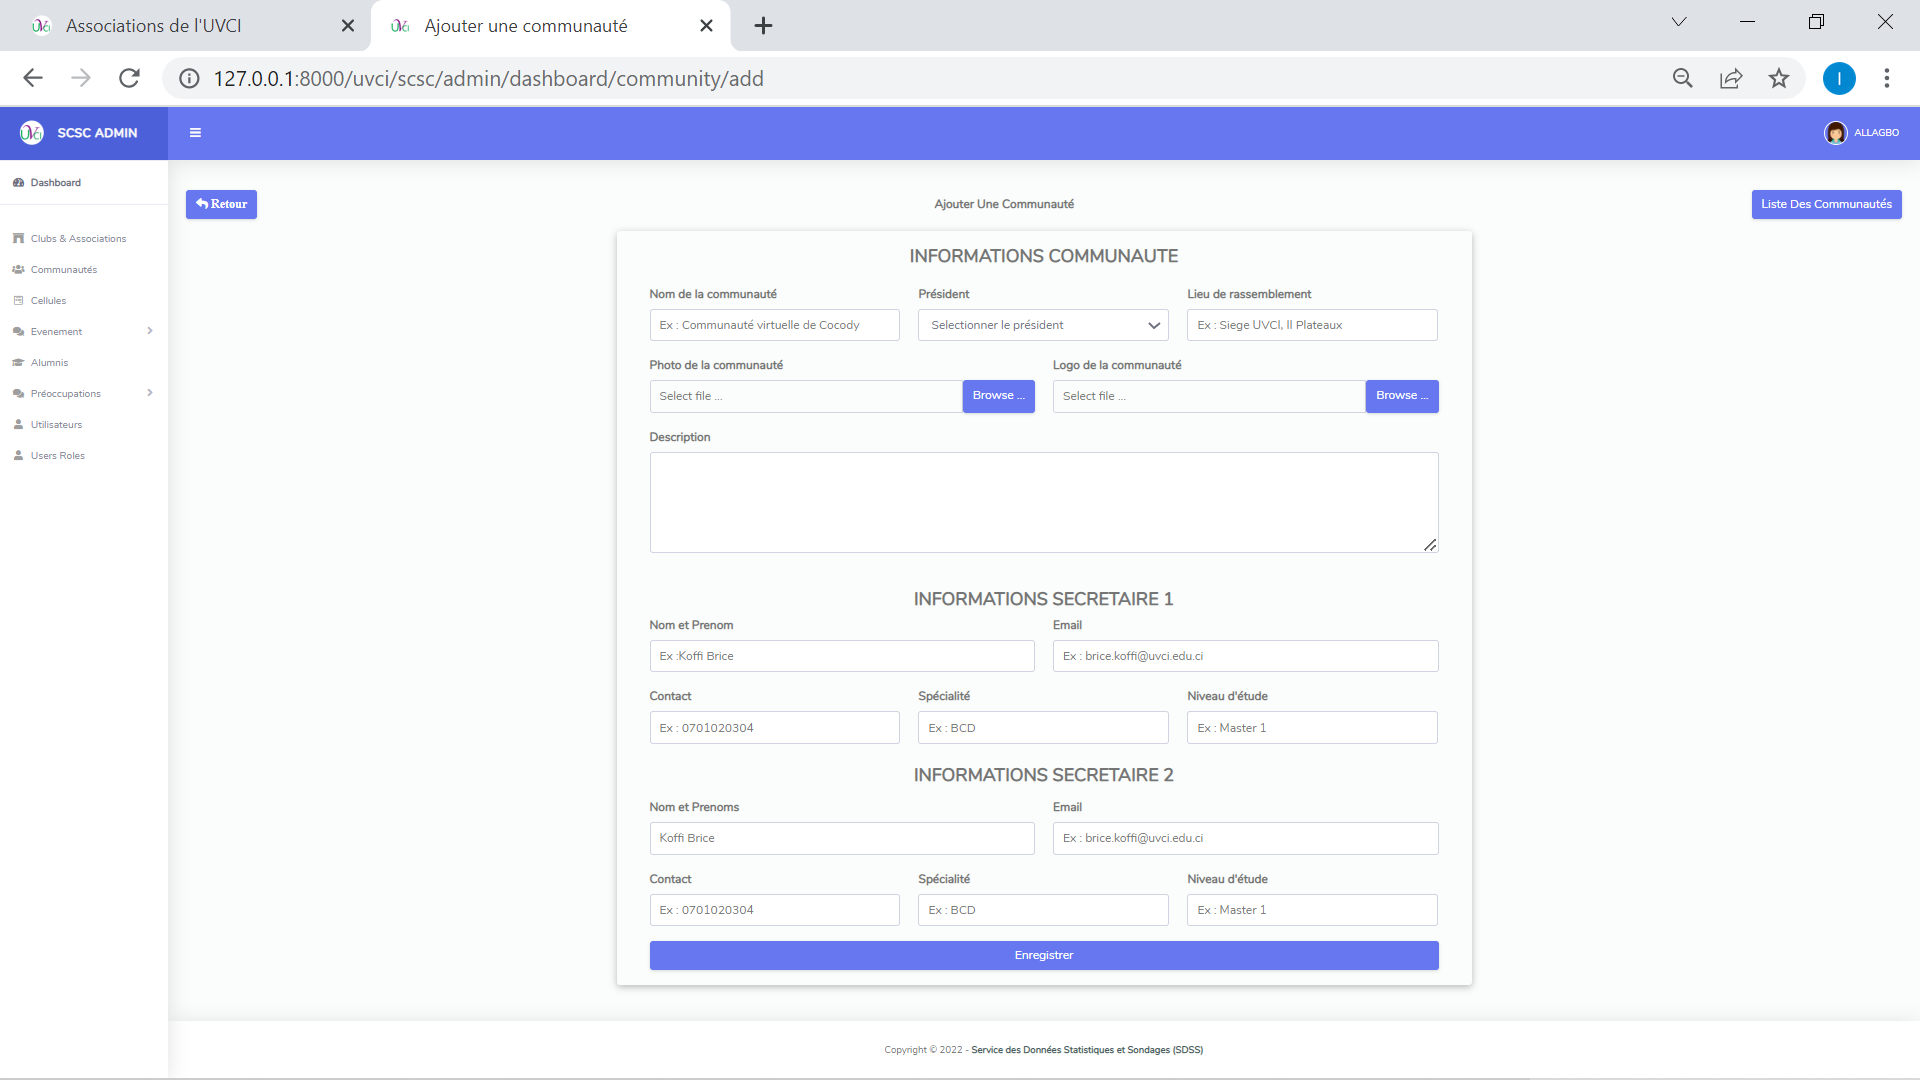 Associations de l'UVCI
Ajouter une communauté
127.0.0.1:8000/uvci/scsc/admin/dashboard/community/add
I
UVCI SCSC ADMIN
ALLAGBO
Dashboard
Clubs & Associations
Communautés
Cellules
Evenement
Alumnis
Préoccupations
Utilisateurs
Users Roles
Retour
Ajouter Une Communauté
Liste Des Communautés
INFORMATIONS COMMUNAUTE
Nom de la communauté Président Lieu de rassemblement
Ex : Communauté virtuelle de Cocody Selectionner le président Ex : Siege UVCI, II Plateaux
Photo de la communauté Logo de la communauté
Select file ... Browse ... Select file ... Browse ...
Description
INFORMATIONS SECRETAIRE 1
Nom et Prenom Email
Ex :Koffi Brice Ex : brice.koffi@uvci.edu.ci
Contact Spécialité Niveau d'étude
Ex : 0701020304 Ex : BCD Ex : Master 1
INFORMATIONS SECRETAIRE 2
Nom et Prenoms Email
Koffi Brice Ex : brice.koffi@uvci.edu.ci
Contact Spécialité Niveau d'étude
Ex : 0701020304 Ex : BCD Ex : Master 1
Enregistrer
Copyright © 2022 - Service des Données Statistiques et Sondages (SDSS)